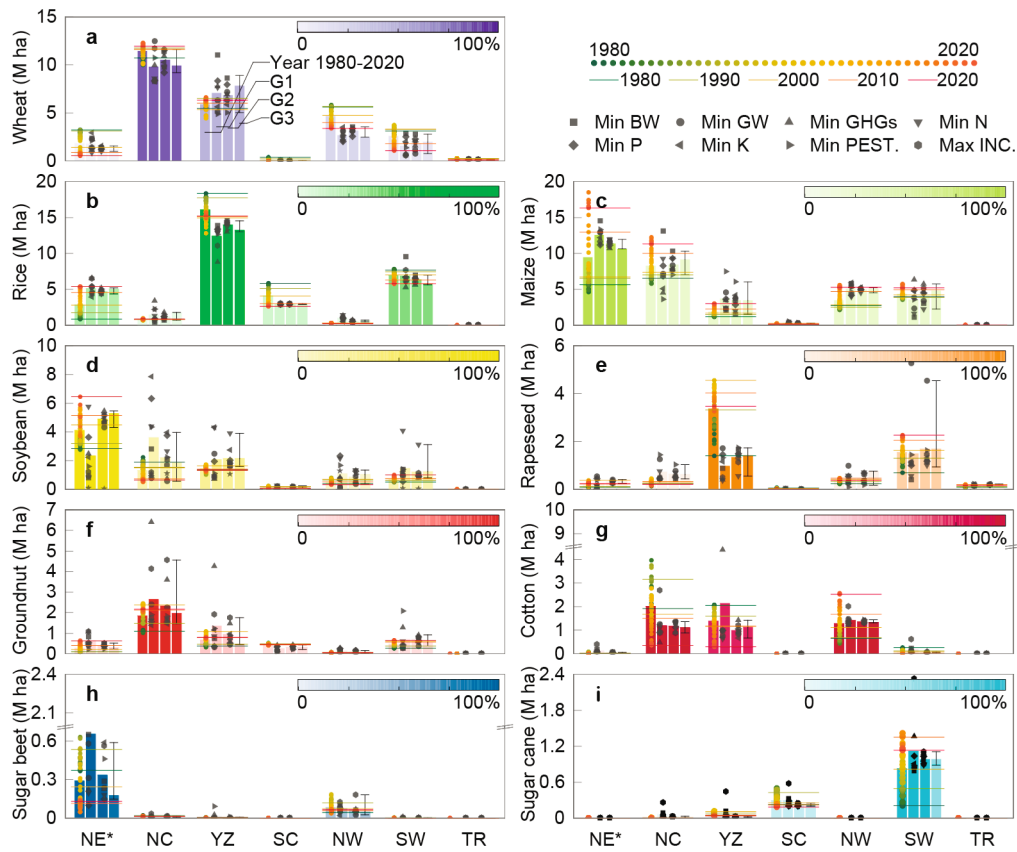 a
Wheat (M ha)
15
10
5
0
0 100%
Year 1980-2020
G1
G2
G3
1980 2020
1980 1990 2000 2010 2020
Min BW Min GW Min GHGs Min N
Min P Min K Min PEST. Max INC.
b
Rice (M ha)
20
15
10
5
0
0 100%
c
Maize (M ha)
20
15
10
5
0
0 100%
d
Soybean (M ha)
10
8
6
4
2
0
0 100%
e
Rapeseed (M ha)
6
4
2
0
0 100%
f
Groundnut (M ha)
7
6
5
4
3
2
1
0
0 100%
g
Cotton (M ha)
10
9
4
3
2
1
0
0 100%
h
Sugar beet (M ha)
2.4
2.1
0.6
0.3
0.0
0 100%
NE* NC YZ SC NW SW TR
i
Sugar cane (M ha)
2.4
1.8
1.2
0.6
0.0
0 100%
NE* NC YZ SC NW SW TR